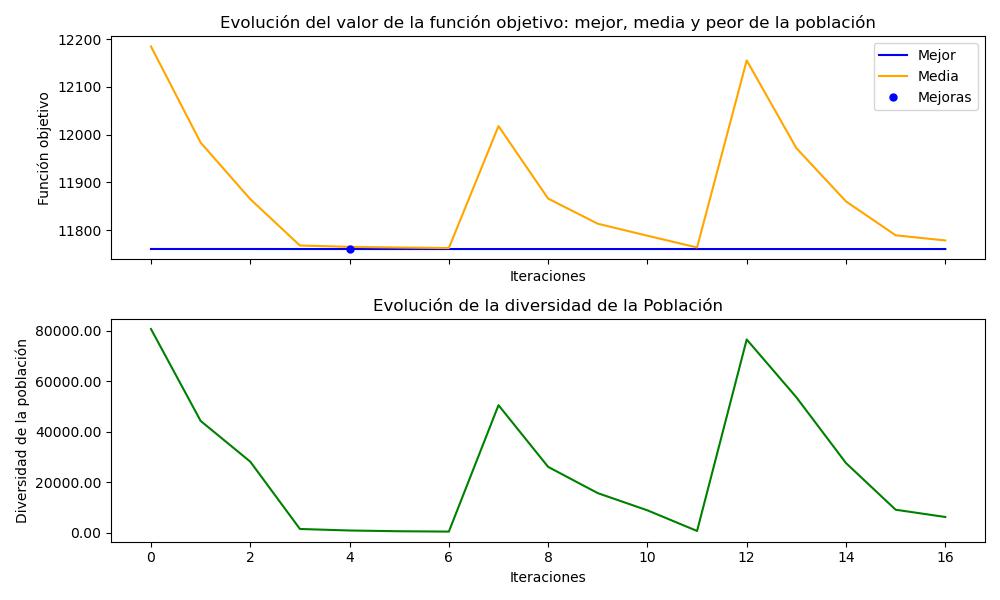 Evolución del valor de la función objetivo: mejor, media y peor de la población
12200
12100
12000
11900
11800
Función objetivo
Mejor
Media
Mejoras
Iteraciones
Evolución de la diversidad de la Población
80000.00
60000.00
40000.00
20000.00
0.00
Diversidad de la población
0 2 4 6 8 10 12 14 16
Iteraciones